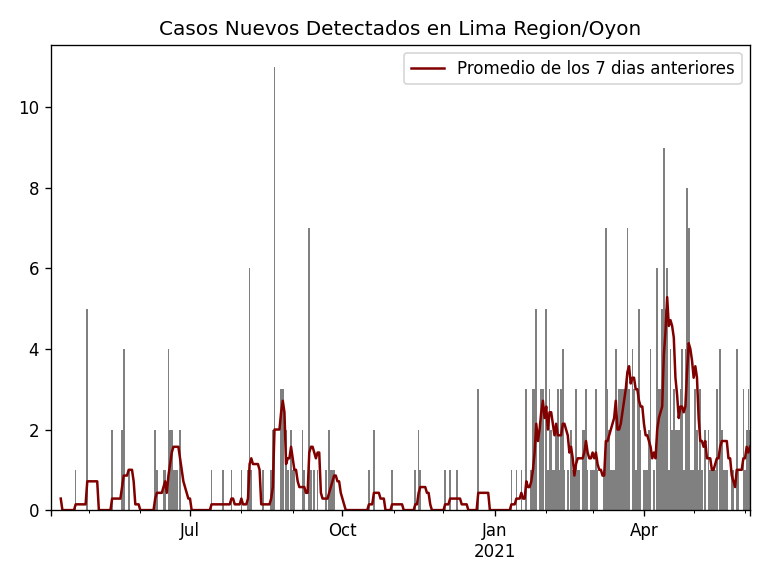 Casos Nuevos Detectados en Lima Region/Oyon
Promedio de los 7 dias anteriores
10
8
6
4
2
0
Jul
Oct
Jan
2021
Apr